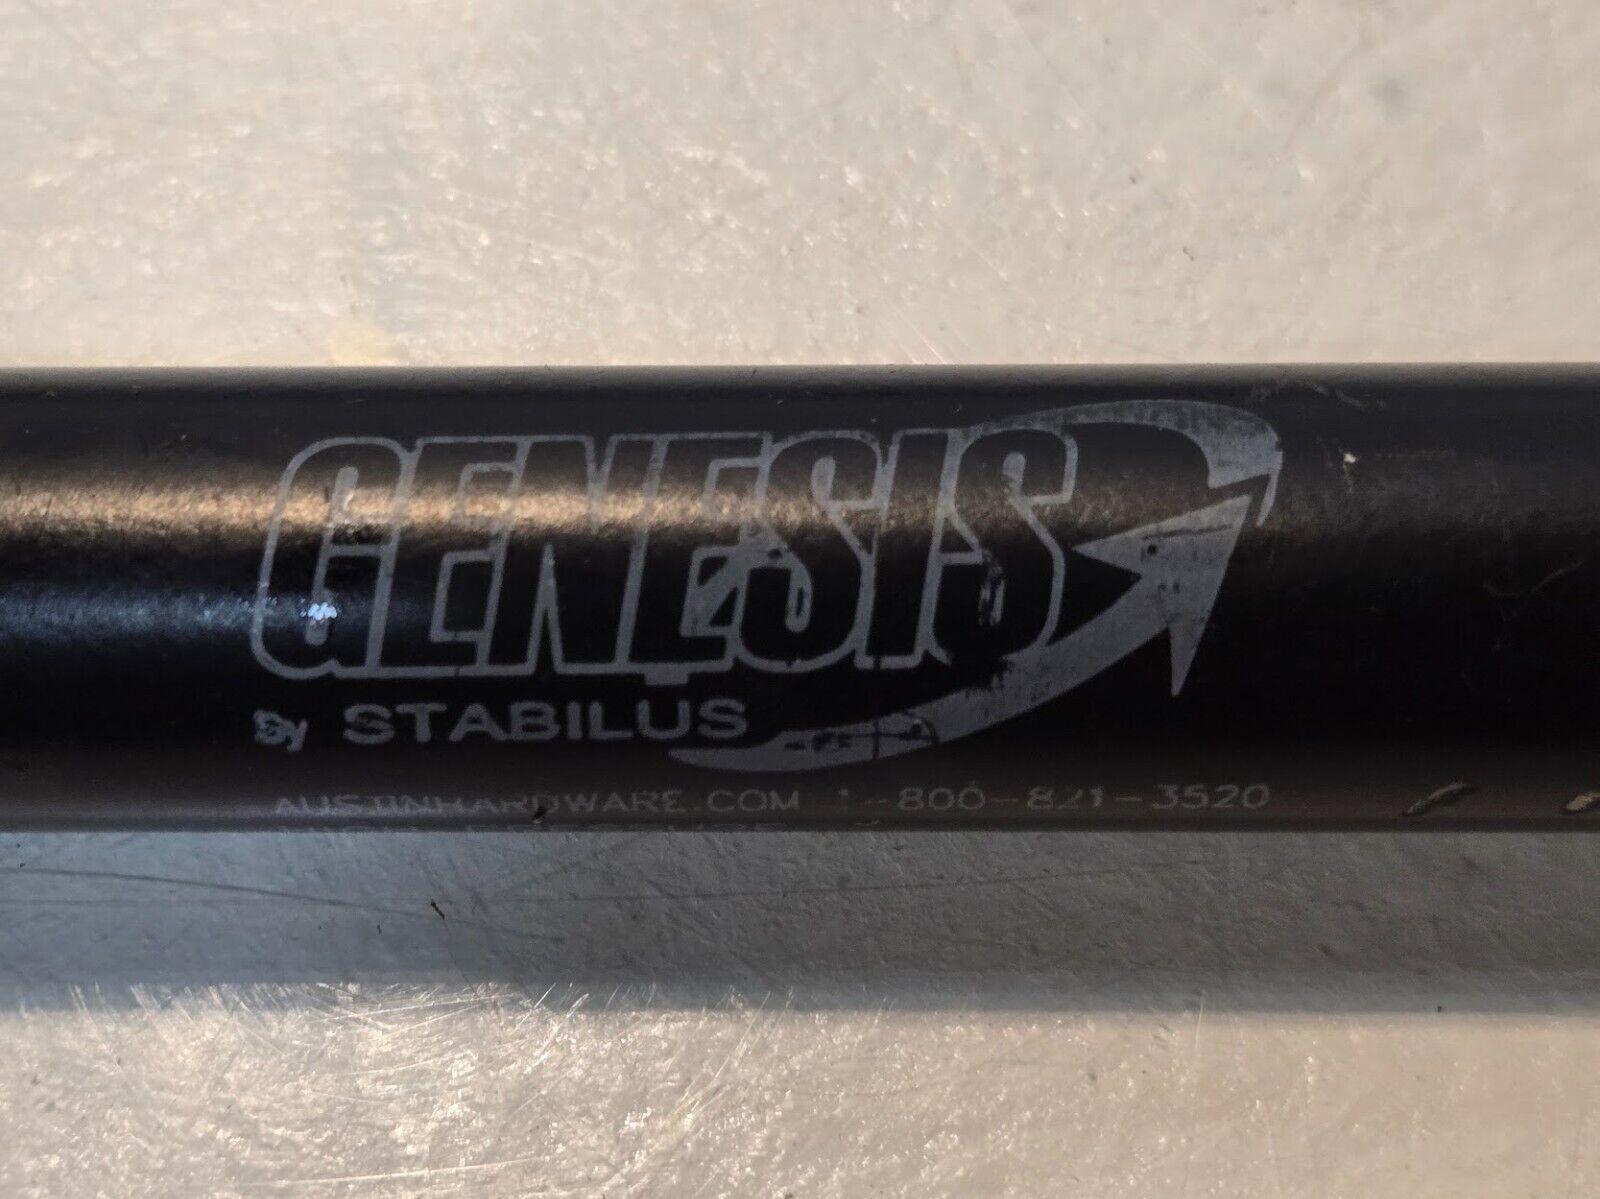 GENESIS
By STABILUS
AUSTINHARDWARE.COM 1-800-821-3520